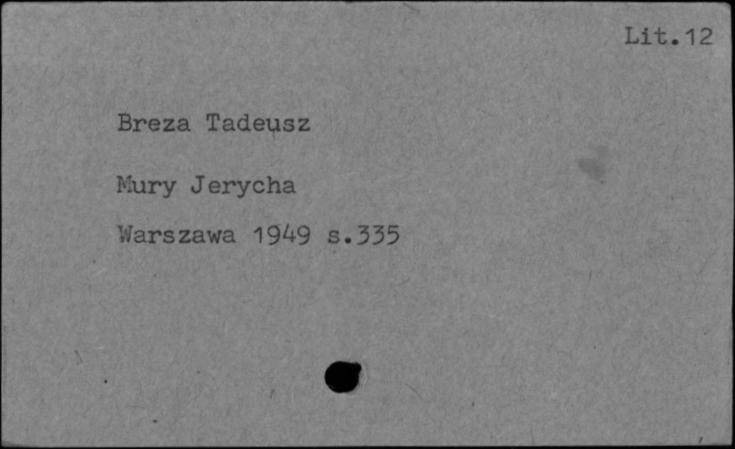 Lit.12
Breza Tadeusz
Mury Jerycha
Warszawa 1949 s.335